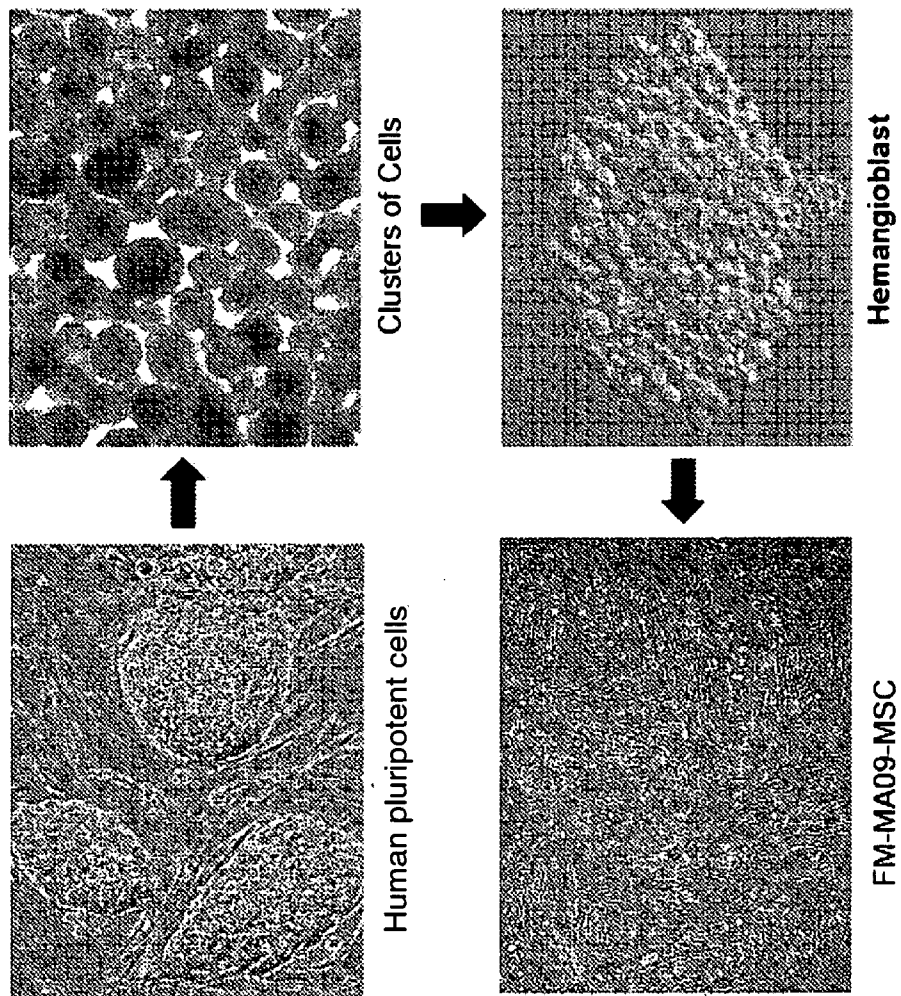 Human pluripotent cells
Clusters of Cells
Hemangioblast
FM-MA09-MSC